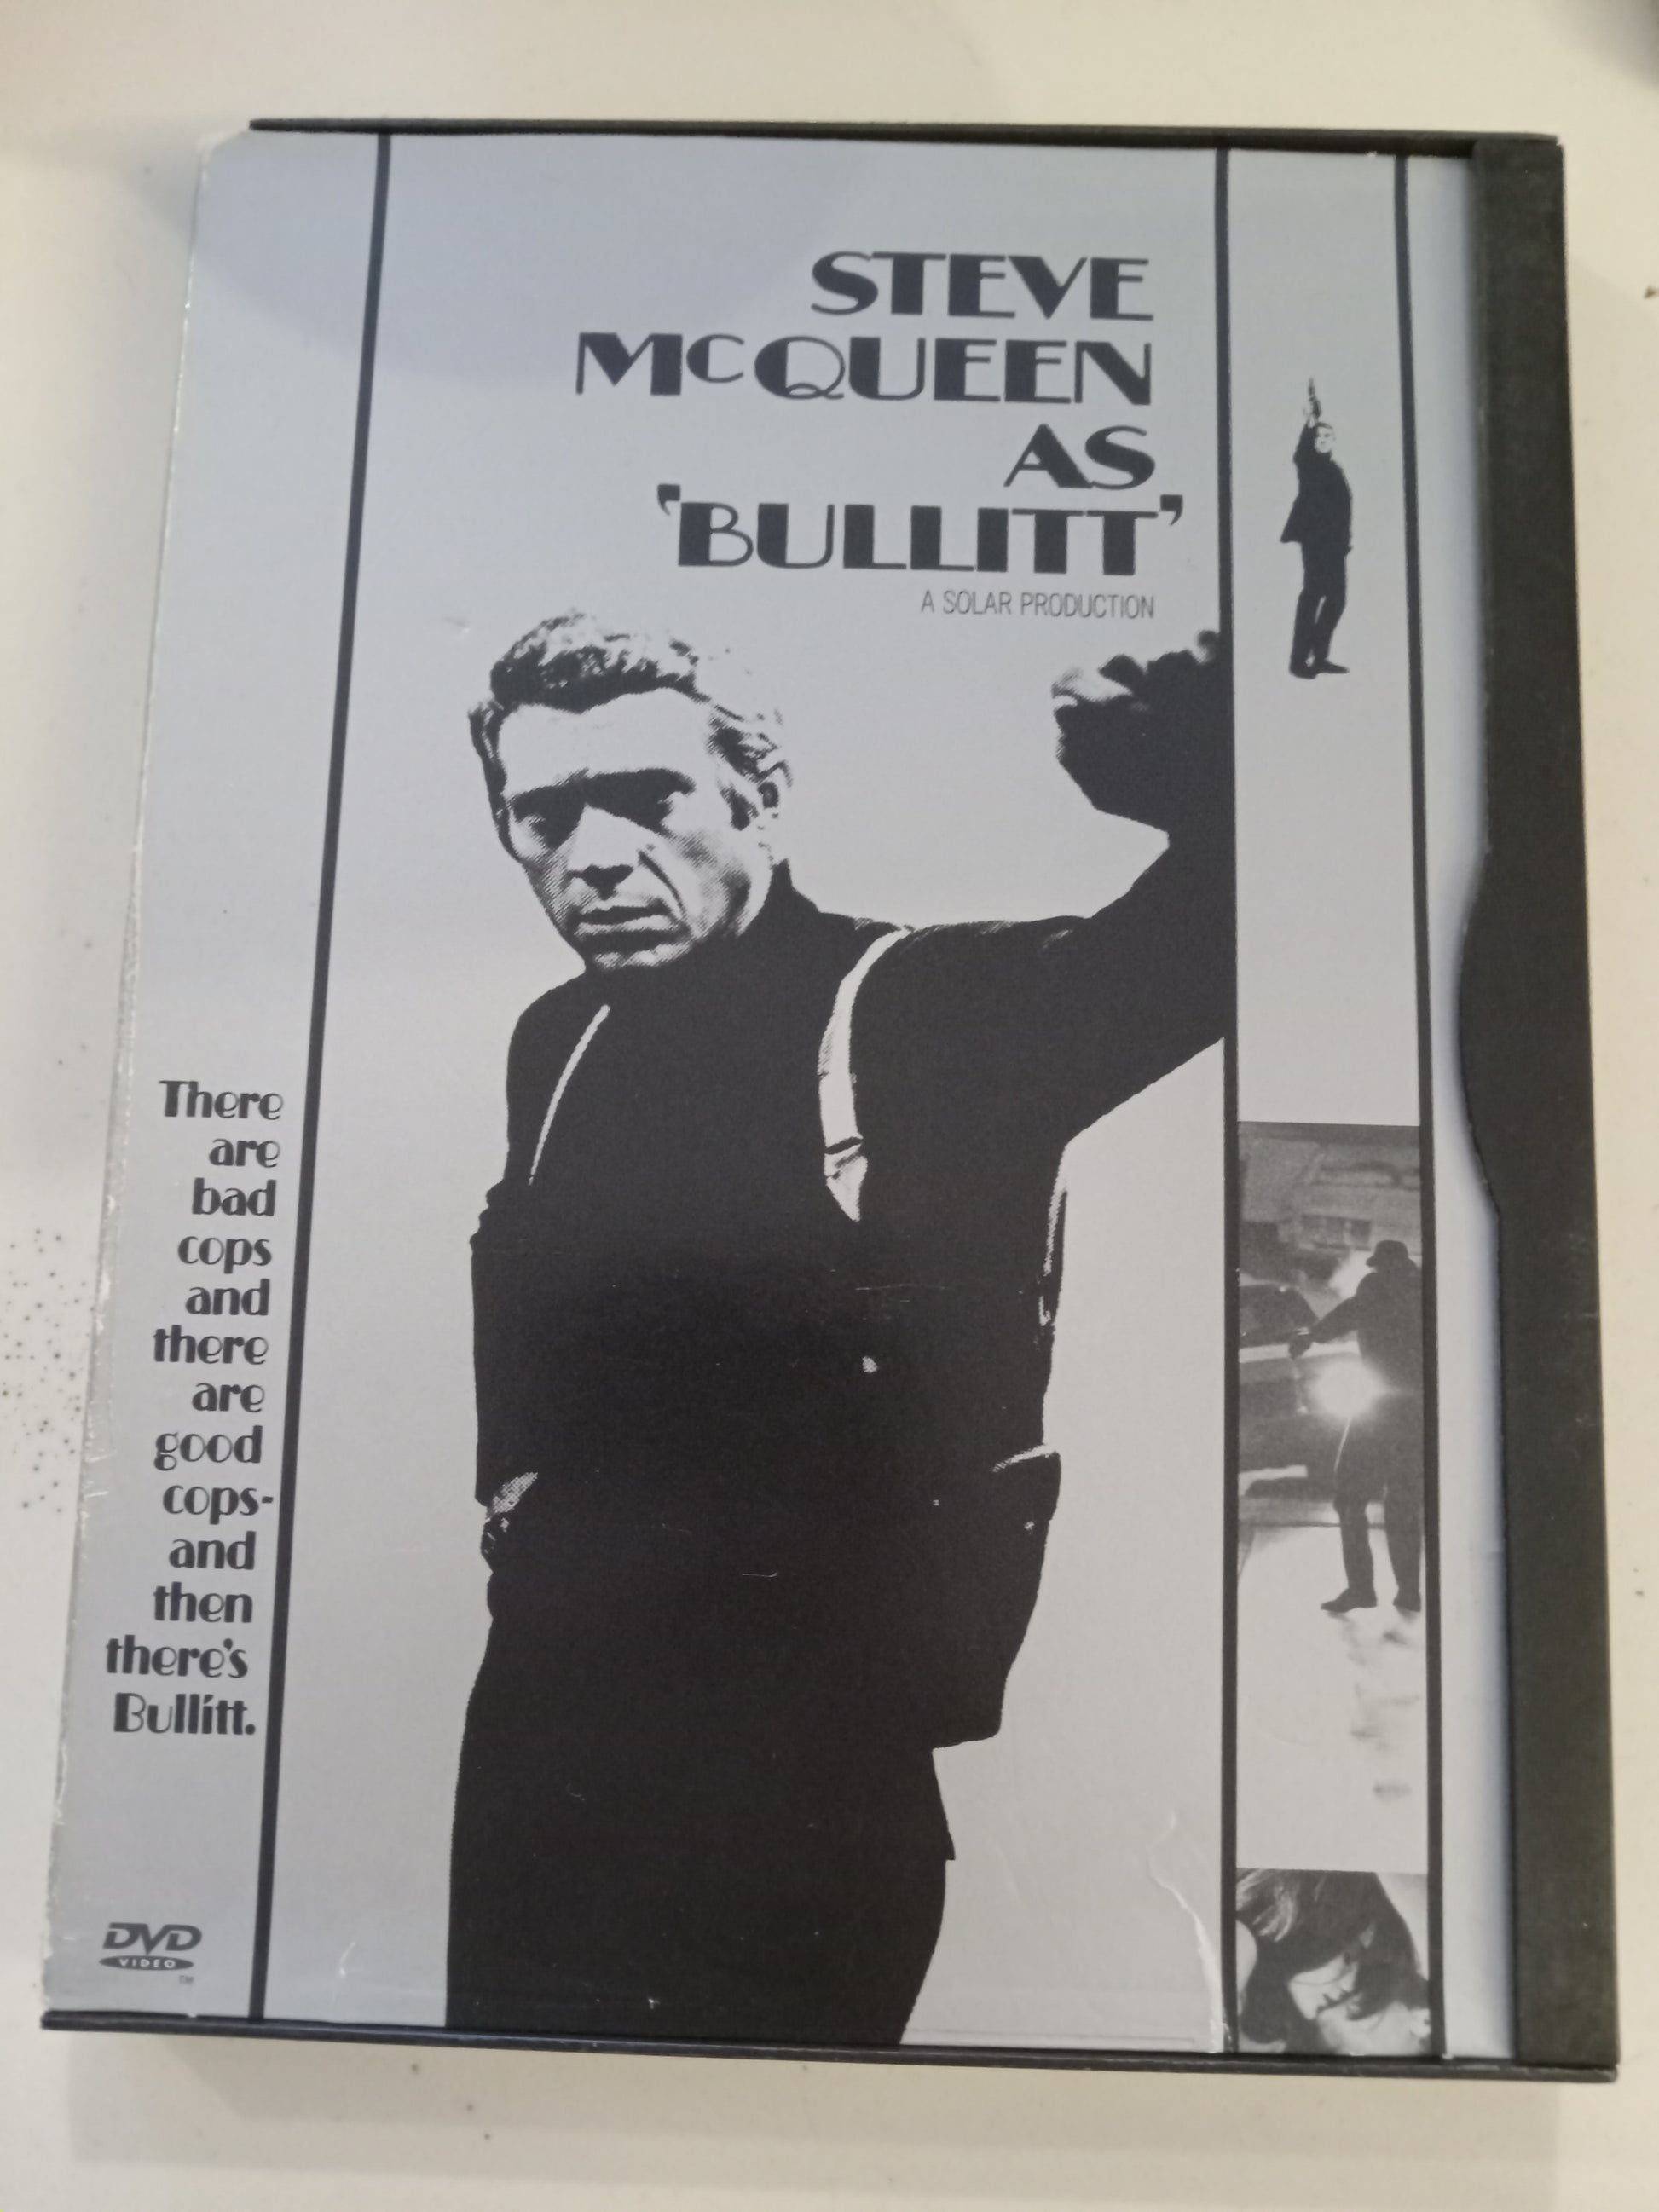 STEVE
McQUEEN
AS
'BULLITT'
A SOLAR PRODUCTION
There
are
bad
cops
and
there
are
good
cops-
and
then
there's
Bullitt.
DVD
VIDEO
TM